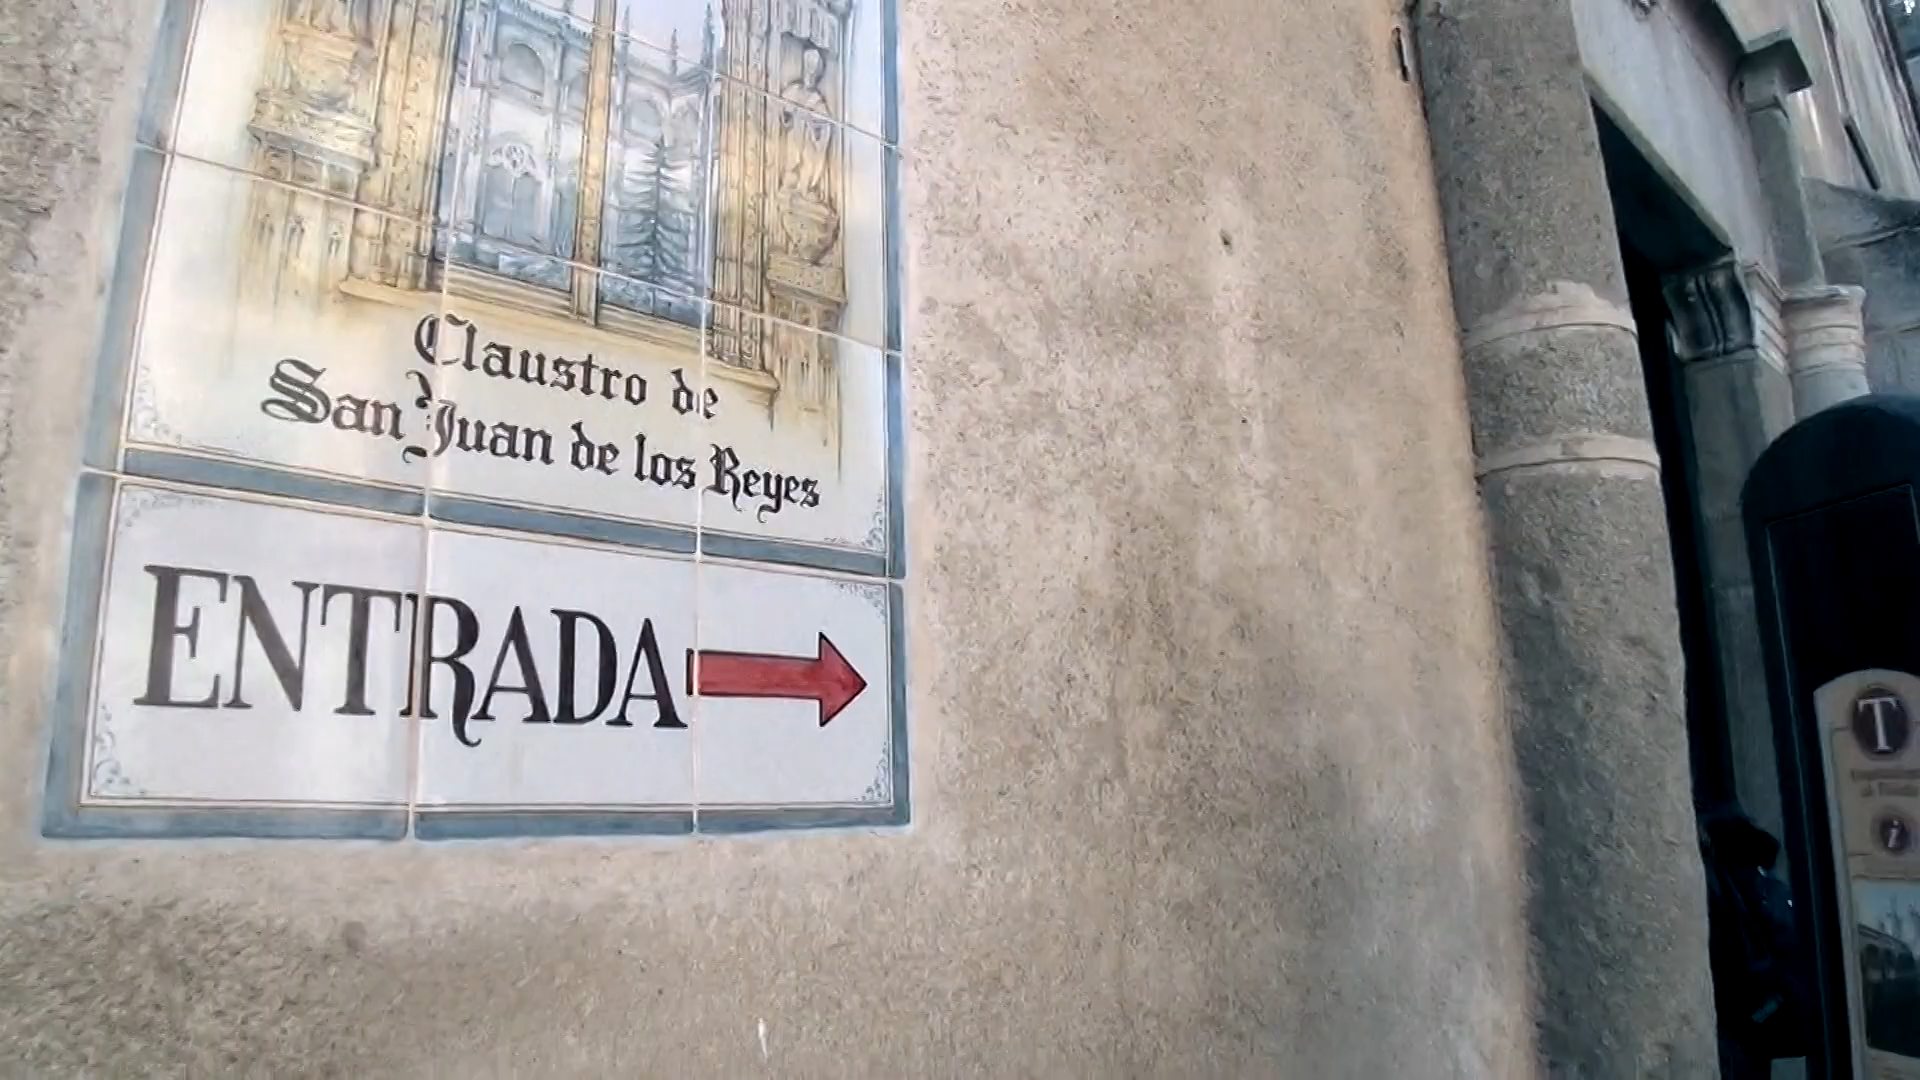 Claustro de
San Juan de los Reyes
ENTRADA
T
i